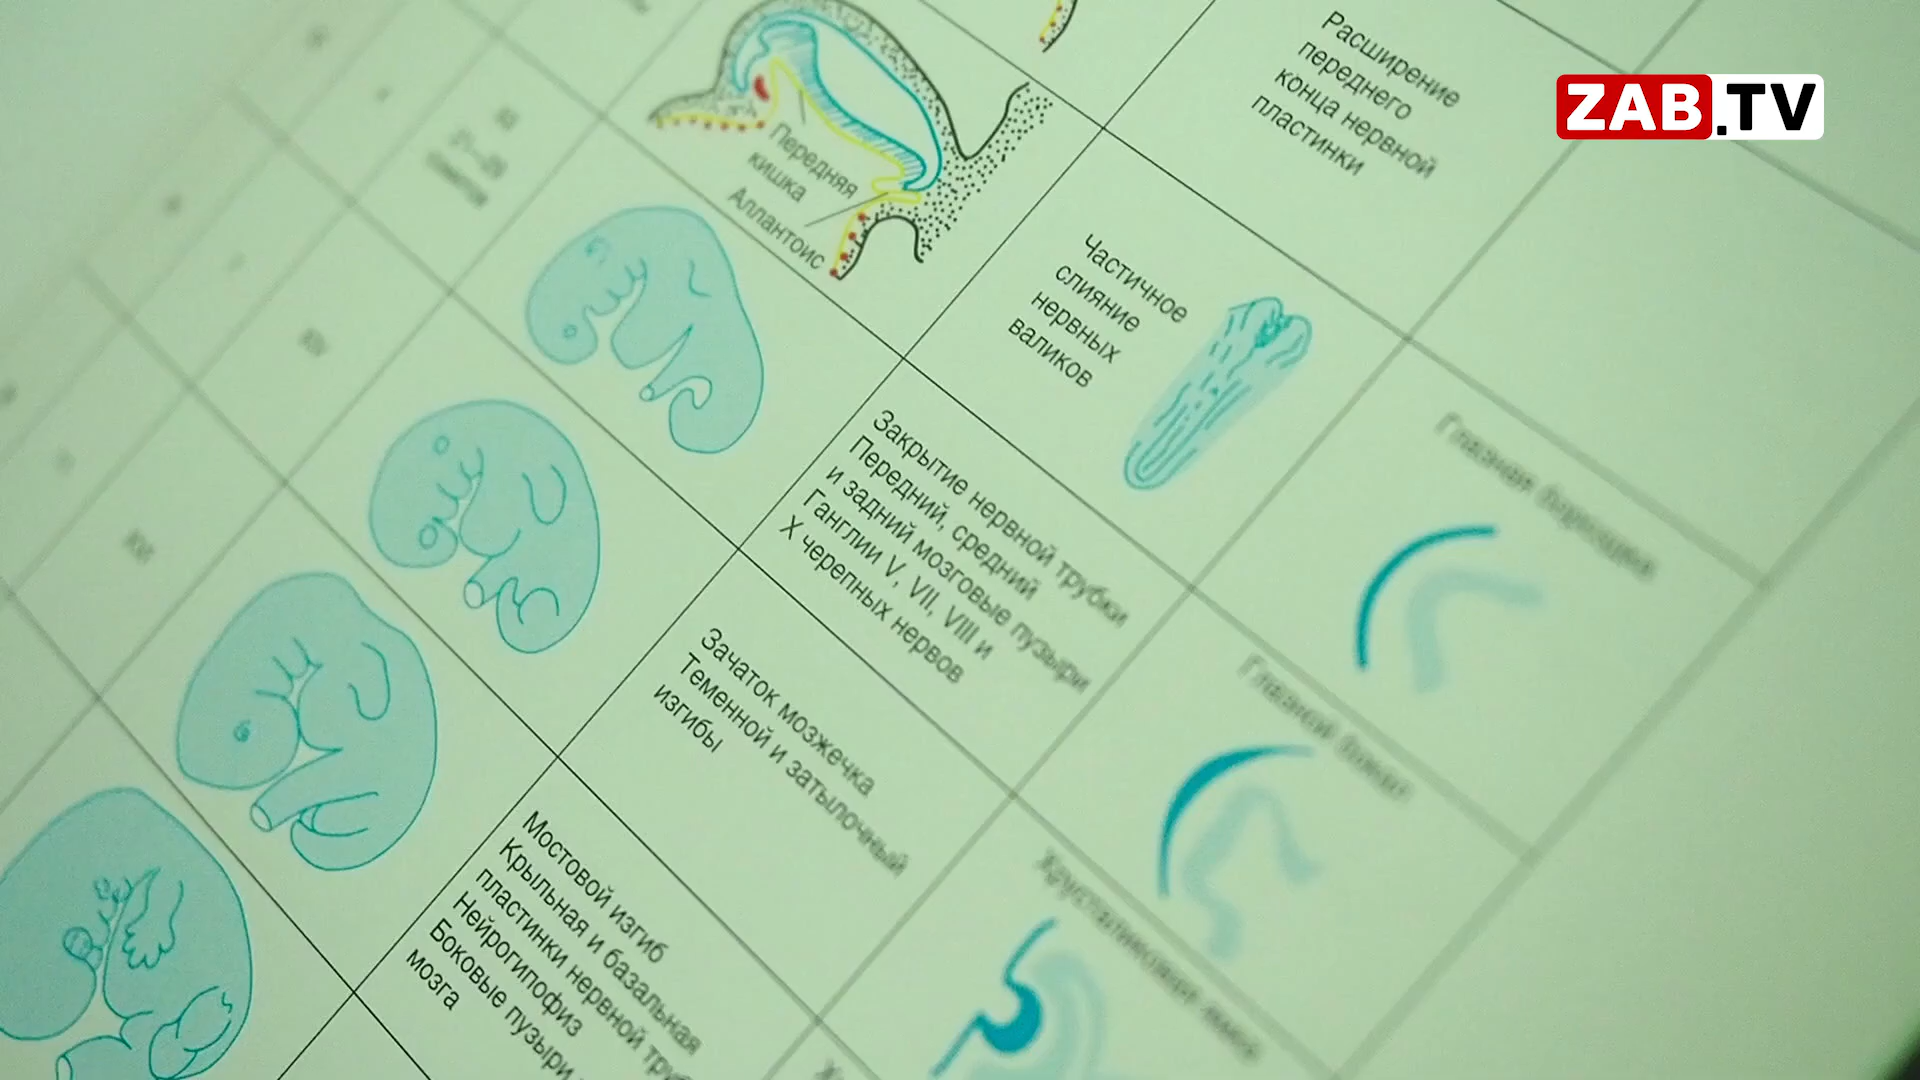 ZAB.TV
Расширение
переднего
конца нервной
пластинки
Передняя
кишка
Аллантоис
Частичное
слияние
нервных
валиков
Закрытие нервной трубки
Передний, средний
и задний мозговые пузыри
Ганглии V, VII, VIII и
X черепных нервов
Глазной бокал
Зачаток мозжечка
Теменной и затылочный
изгибы
Мостовой изгиб
Крыльная и базальная
пластинки нервной
Нейрогипофиз
Боковые пузыри
мозга